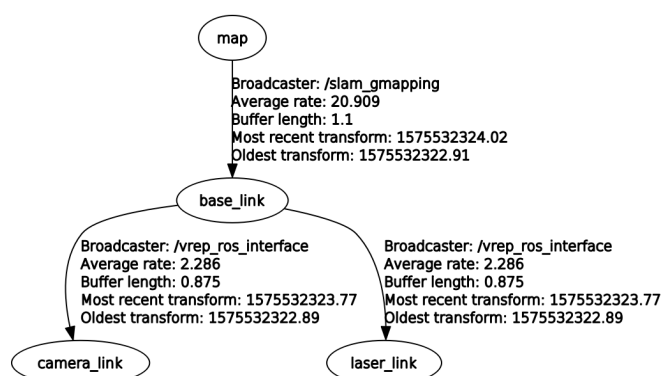 map
Broadcaster: /slam_gmapping
Average rate: 20.909
Buffer length: 1.1
Most recent transform: 1575532324.02
Oldest transform: 1575532322.91
base_link
Broadcaster: /vrep_ros_interface
Average rate: 2.286
Buffer length: 0.875
Most recent transform: 1575532323.77
Oldest transform: 1575532322.89
Broadcaster: /vrep_ros_interface
Average rate: 2.286
Buffer length: 0.875
Most recent transform: 1575532323.77
Oldest transform: 1575532322.89
camera_link
laser_link